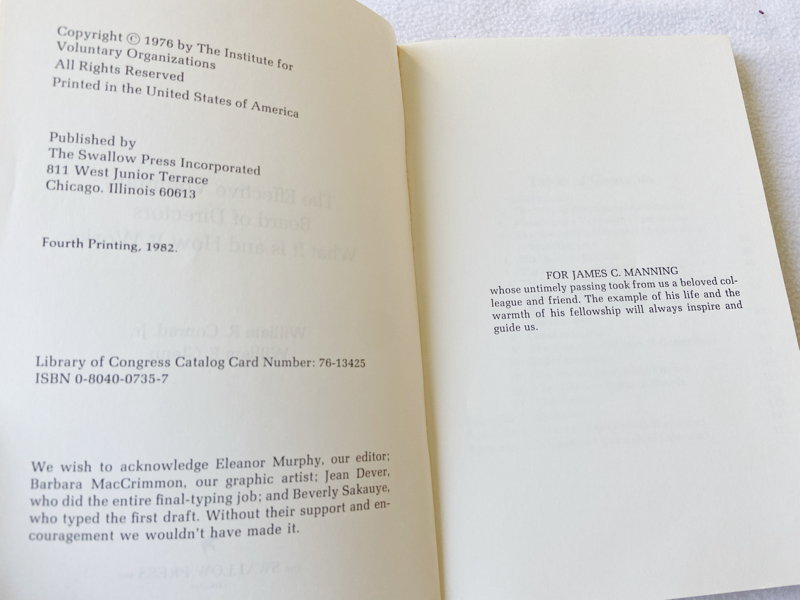 Copyright © 1976 by The Institute for
Voluntary Organizations
All Rights Reserved
Printed in the United States of America
Published by
The Swallow Press Incorporated
811 West Junior Terrace
Chicago. Illinois 60613
Fourth Printing, 1982.
Library of Congress Catalog Card Number: 76-13425
ISBN 0-8040-0735-7
We wish to acknowledge Eleanor Murphy, our editor;
Barbara MacCrimmon, our graphic artist; Jean Dever,
who did the entire final-typing job; and Beverly Sakauye,
who typed the first draft. Without their support and en-
couragement we wouldn't have made it.
FOR JAMES C. MANNING
whose untimely passing took from us a beloved col-
league and friend. The example of his life and the
warmth of his fellowship will always inspire and
guide us.